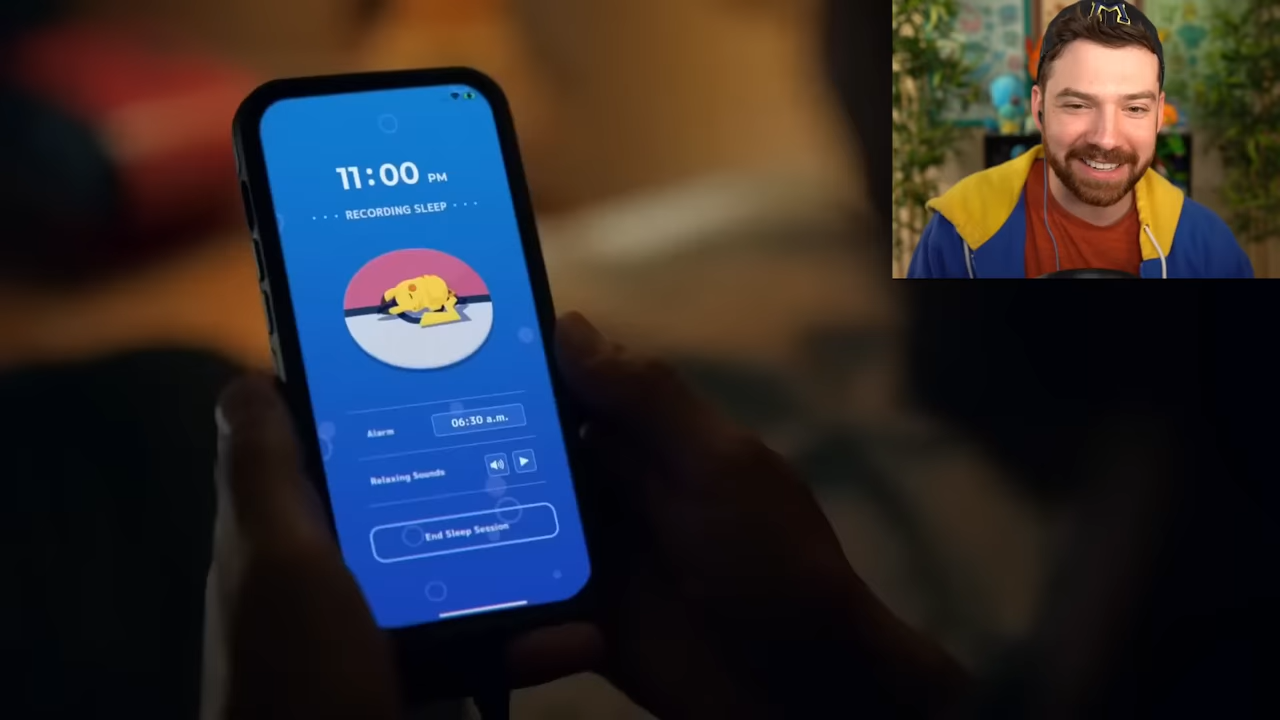 11:00 PM
· · · RECORDING SLEEP · · ·
Alarm
06:30 a.m.
Relaxing Sounds
End Sleep Session
M